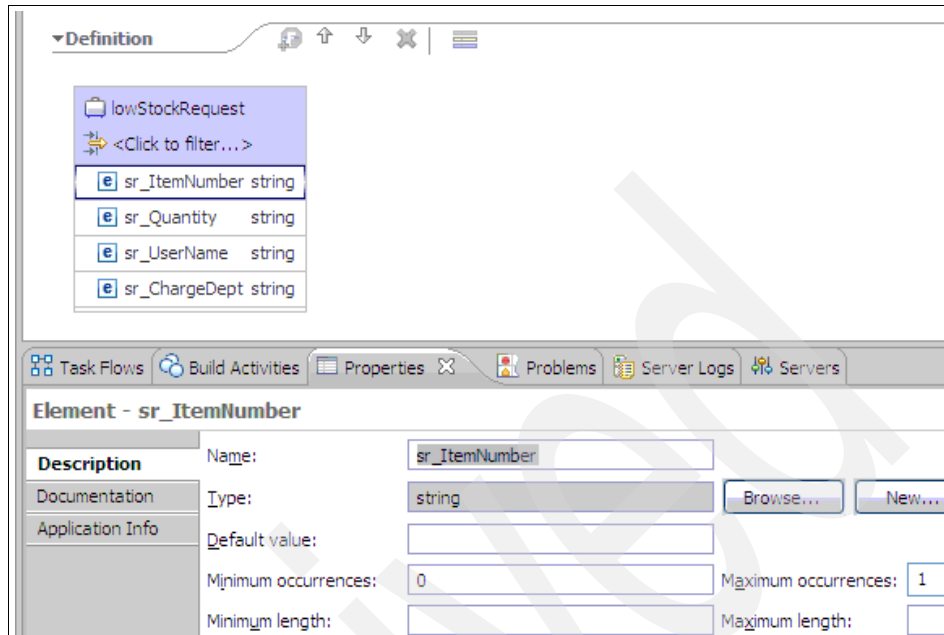 Definition
lowStockRequest
<Click to filter...>
e sr_ItemNumber string
e sr_Quantity string
e sr_UserName string
e sr_ChargeDept string
Task Flows Build Activities Properties Problems Server Logs Servers
Element - sr_ItemNumber
Description
Documentation
Application Info
Name: sr_ItemNumber
Type: string Browse... New...
Default value:
Minimum occurrences: 0 Maximum occurrences: 1
Minimum length: Maximum length: